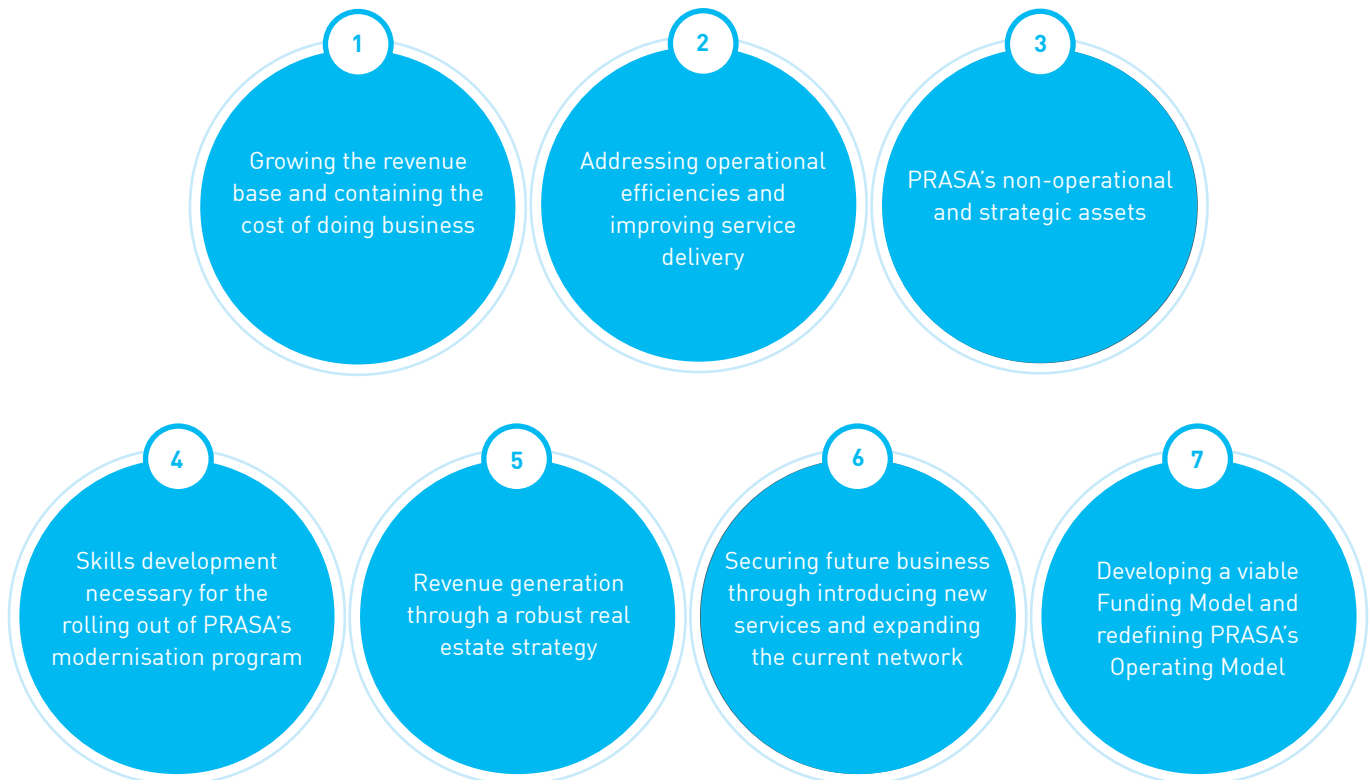 1
Growing the revenue
base and containing the
cost of doing business
2
Addressing operational
efficiencies and
improving service
delivery
3
PRASA's non-operational
and strategic assets
4
Skills development
necessary for the
rolling out of PRASA's
modernisation program
5
Revenue generation
through a robust real
estate strategy
6
Securing future business
through introducing new
services and expanding
the current network
7
Developing a viable
Funding Model and
redefining PRASA's
Operating Model